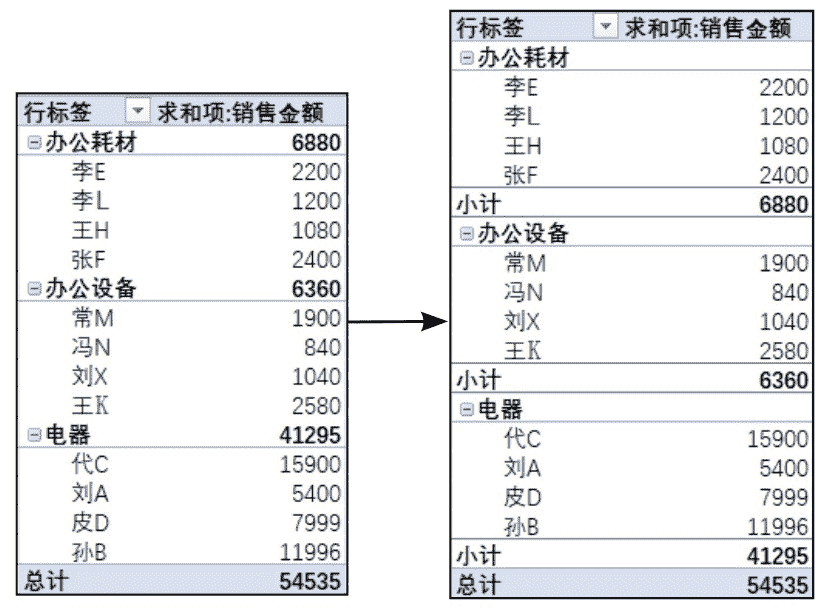 行标签 求和项:销售金额
办公耗材 6880
李E 2200
李L 1200
王H 1080
张F 2400
办公设备 6360
常M 1900
冯N 840
刘X 1040
王K 2580
电器 41295
代C 15900
刘A 5400
皮D 7999
孙B 11996
总计 54535
行标签 求和项:销售金额
办公耗材
李E 2200
李L 1200
王H 1080
张F 2400
小计 6880
办公设备
常M 1900
冯N 840
刘X 1040
王K 2580
小计 6360
电器
代C 15900
刘A 5400
皮D 7999
孙B 11996
小计 41295
总计 54535